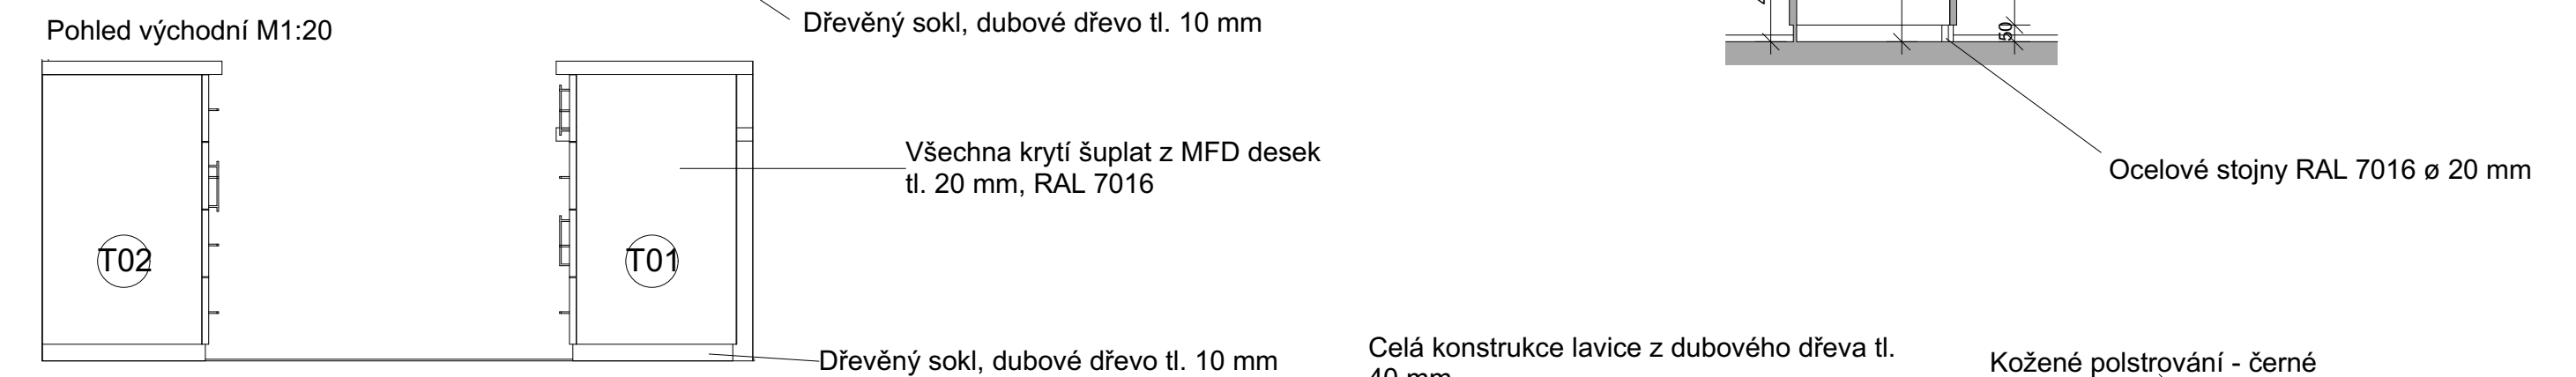 Pohled východní M1:20
Dřevěný sokl, dubové dřevo tl. 10 mm
50
Všechna krytí šuplat z MFD desek
tl. 20 mm, RAL 7016
Ocelové stojny RAL 7016 ø 20 mm
T02
T01
Dřevěný sokl, dubové dřevo tl. 10 mm
Celá konstrukce lavice z dubového dřeva tl.
40 mm
Kožené polstrování - černé